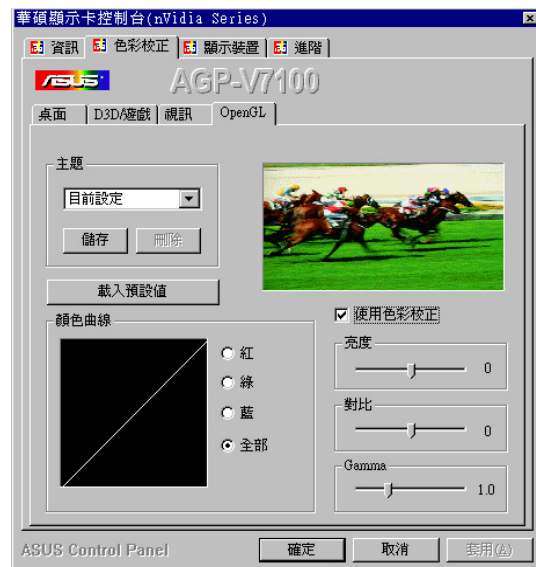 華碩顯示卡控制台(nVidia Series)
資訊 色彩校正 顯示裝置 進階
ASUS AGP-V7100
桌面 D3D/遊戲 視訊 OpenGL
主題
目前設定
儲存 刪除
載入預設值
使用色彩校正
顏色曲線
紅
綠
藍
全部
亮度
0
對比
0
Gamma
1.0
ASUS Control Panel 確定 取消 套用(A)